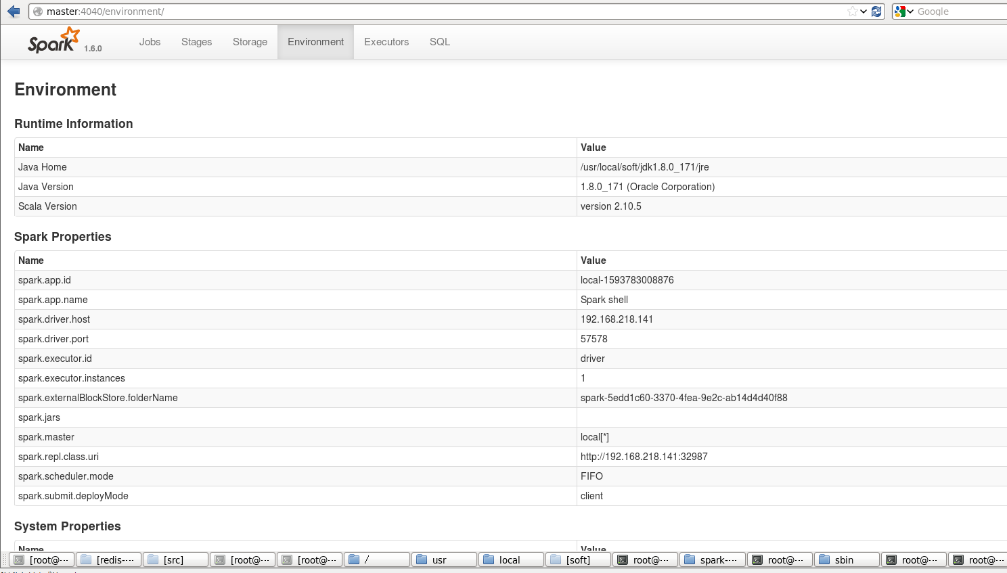 master:4040/environment/ Google
Spark 1.6.0 Jobs Stages Storage Environment Executors SQL
Environment
Runtime Information
Name Value
Java Home /usr/local/soft/jdk1.8.0_171/jre
Java Version 1.8.0_171 (Oracle Corporation)
Scala Version version 2.10.5
Spark Properties
Name Value
spark.app.id local-1593783008876
spark.app.name Spark shell
spark.driver.host 192.168.218.141
spark.driver.port 57578
spark.executor.id driver
spark.executor.instances 1
spark.externalBlockStore.folderName spark-5edd1c60-3370-4fea-9e2c-ab14d4d40f88
spark.jars
spark.master local[*]
spark.repl.class.uri http://192.168.218.141:32987
spark.scheduler.mode FIFO
spark.submit.deployMode client
System Properties
Name Value
[root@··· [redis-··· [src] [root@··· [root@··· / usr local [soft] root@··· spark-··· root@··· sbin root@··· root@